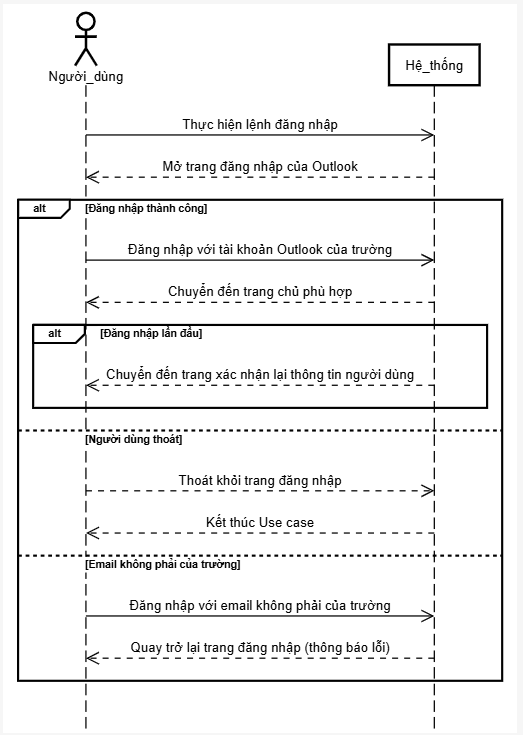 Người_dùng
Hệ_thống
Thực hiện lệnh đăng nhập
Mở trang đăng nhập của Outlook
alt
[Đăng nhập thành công]
Đăng nhập với tài khoản Outlook của trường
Chuyển đến trang chủ phù hợp
alt
[Đăng nhập lần đầu]
Chuyển đến trang xác nhận lại thông tin người dùng
[Người dùng thoát]
Thoát khỏi trang đăng nhập
Kết thúc Use case
[Email không phải của trường]
Đăng nhập với email không phải của trường
Quay trở lại trang đăng nhập (thông báo lỗi)